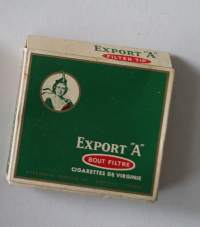 EXPORT "A"
FILTER TIP
EXPORT "A"
BOUT FILTRE
CIGARETTES DE VIRGINIE